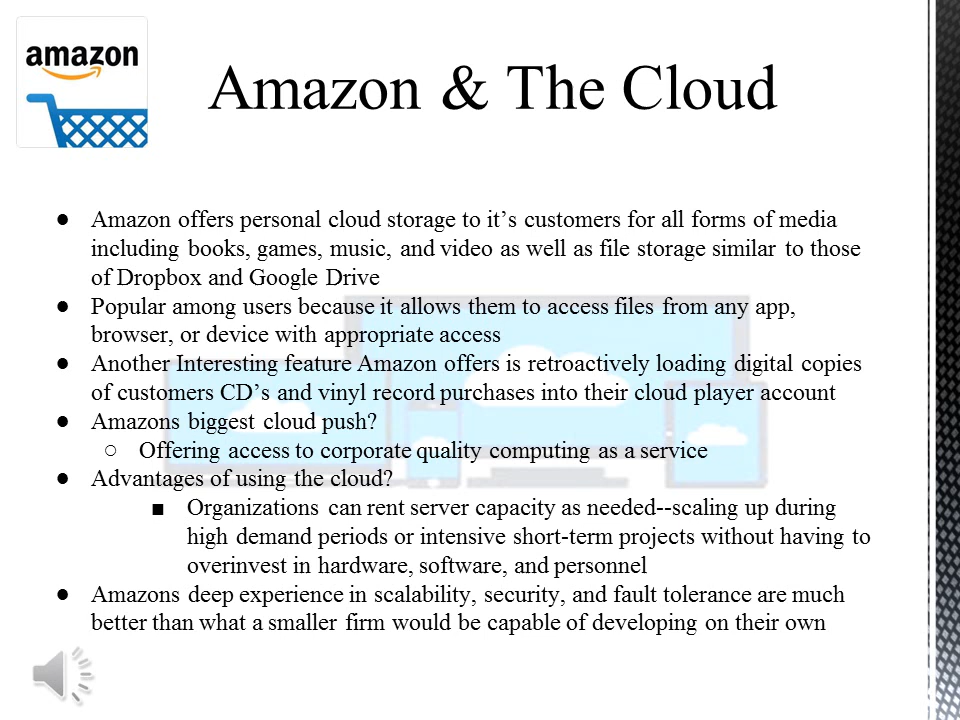 amazon
Amazon & The Cloud
● Amazon offers personal cloud storage to it’s customers for all forms of media
including books, games, music, and video as well as file storage similar to those
of Dropbox and Google Drive
● Popular among users because it allows them to access files from any app,
browser, or device with appropriate access
● Another Interesting feature Amazon offers is retroactively loading digital copies
of customers CD’s and vinyl record purchases into their cloud player account
● Amazons biggest cloud push?
○ Offering access to corporate quality computing as a service
● Advantages of using the cloud?
■ Organizations can rent server capacity as needed--scaling up during
high demand periods or intensive short-term projects without having to
overinvest in hardware, software, and personnel
● Amazons deep experience in scalability, security, and fault tolerance are much
better than what a smaller firm would be capable of developing on their own